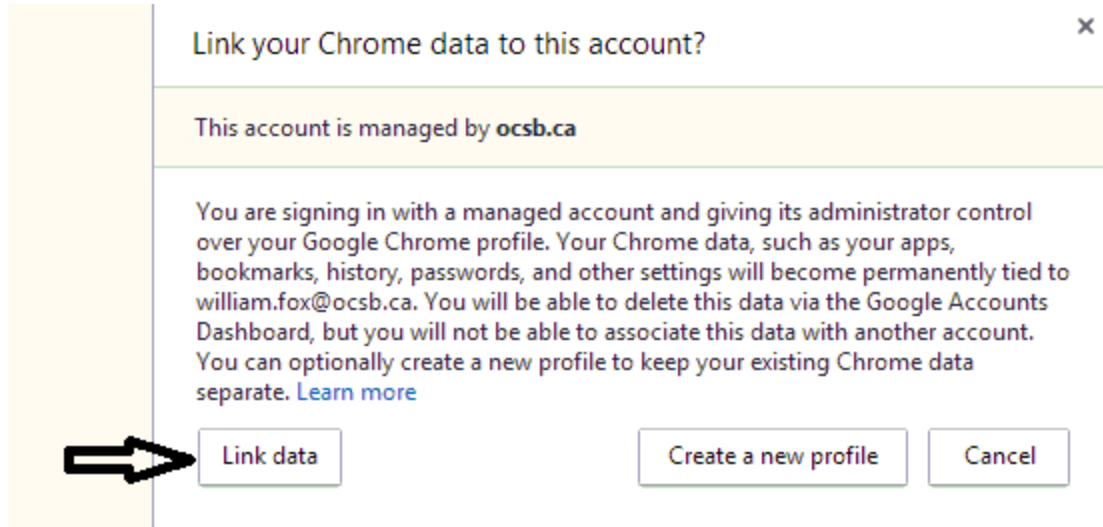 Link your Chrome data to this account?
This account is managed by ocsb.ca
You are signing in with a managed account and giving its administrator control
over your Google Chrome profile. Your Chrome data, such as your apps,
bookmarks, history, passwords, and other settings will become permanently tied to
william.fox@ocsb.ca. You will be able to delete this data via the Google Accounts
Dashboard, but you will not be able to associate this data with another account.
You can optionally create a new profile to keep your existing Chrome data
separate. Learn more
Link data Create a new profile Cancel